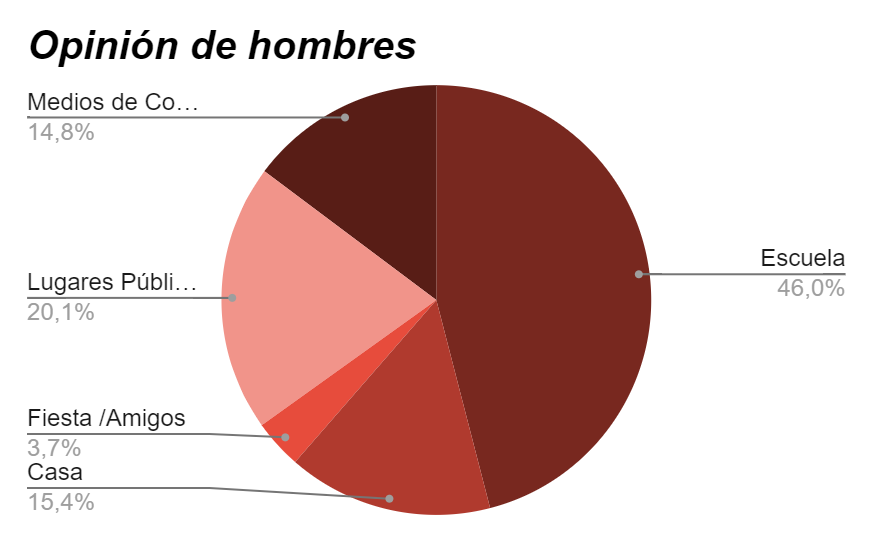 Opinión de hombres
Medios de Co…
14,8%
Escuela
46,0%
Lugares Públi…
20,1%
Fiesta /Amigos
3,7%
Casa
15,4%